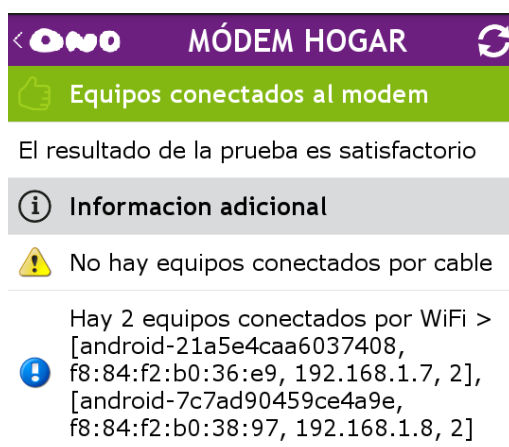 < ONO MÓDEM HOGAR
Equipos conectados al modem
El resultado de la prueba es satisfactorio
Informacion adicional
No hay equipos conectados por cable
Hay 2 equipos conectados por WiFi >
[android-21a5e4caa6037408,
f8:84:f2:b0:36:e9, 192.168.1.7, 2],
[android-7c7ad90459ce4a9e,
f8:84:f2:b0:38:97, 192.168.1.8, 2]